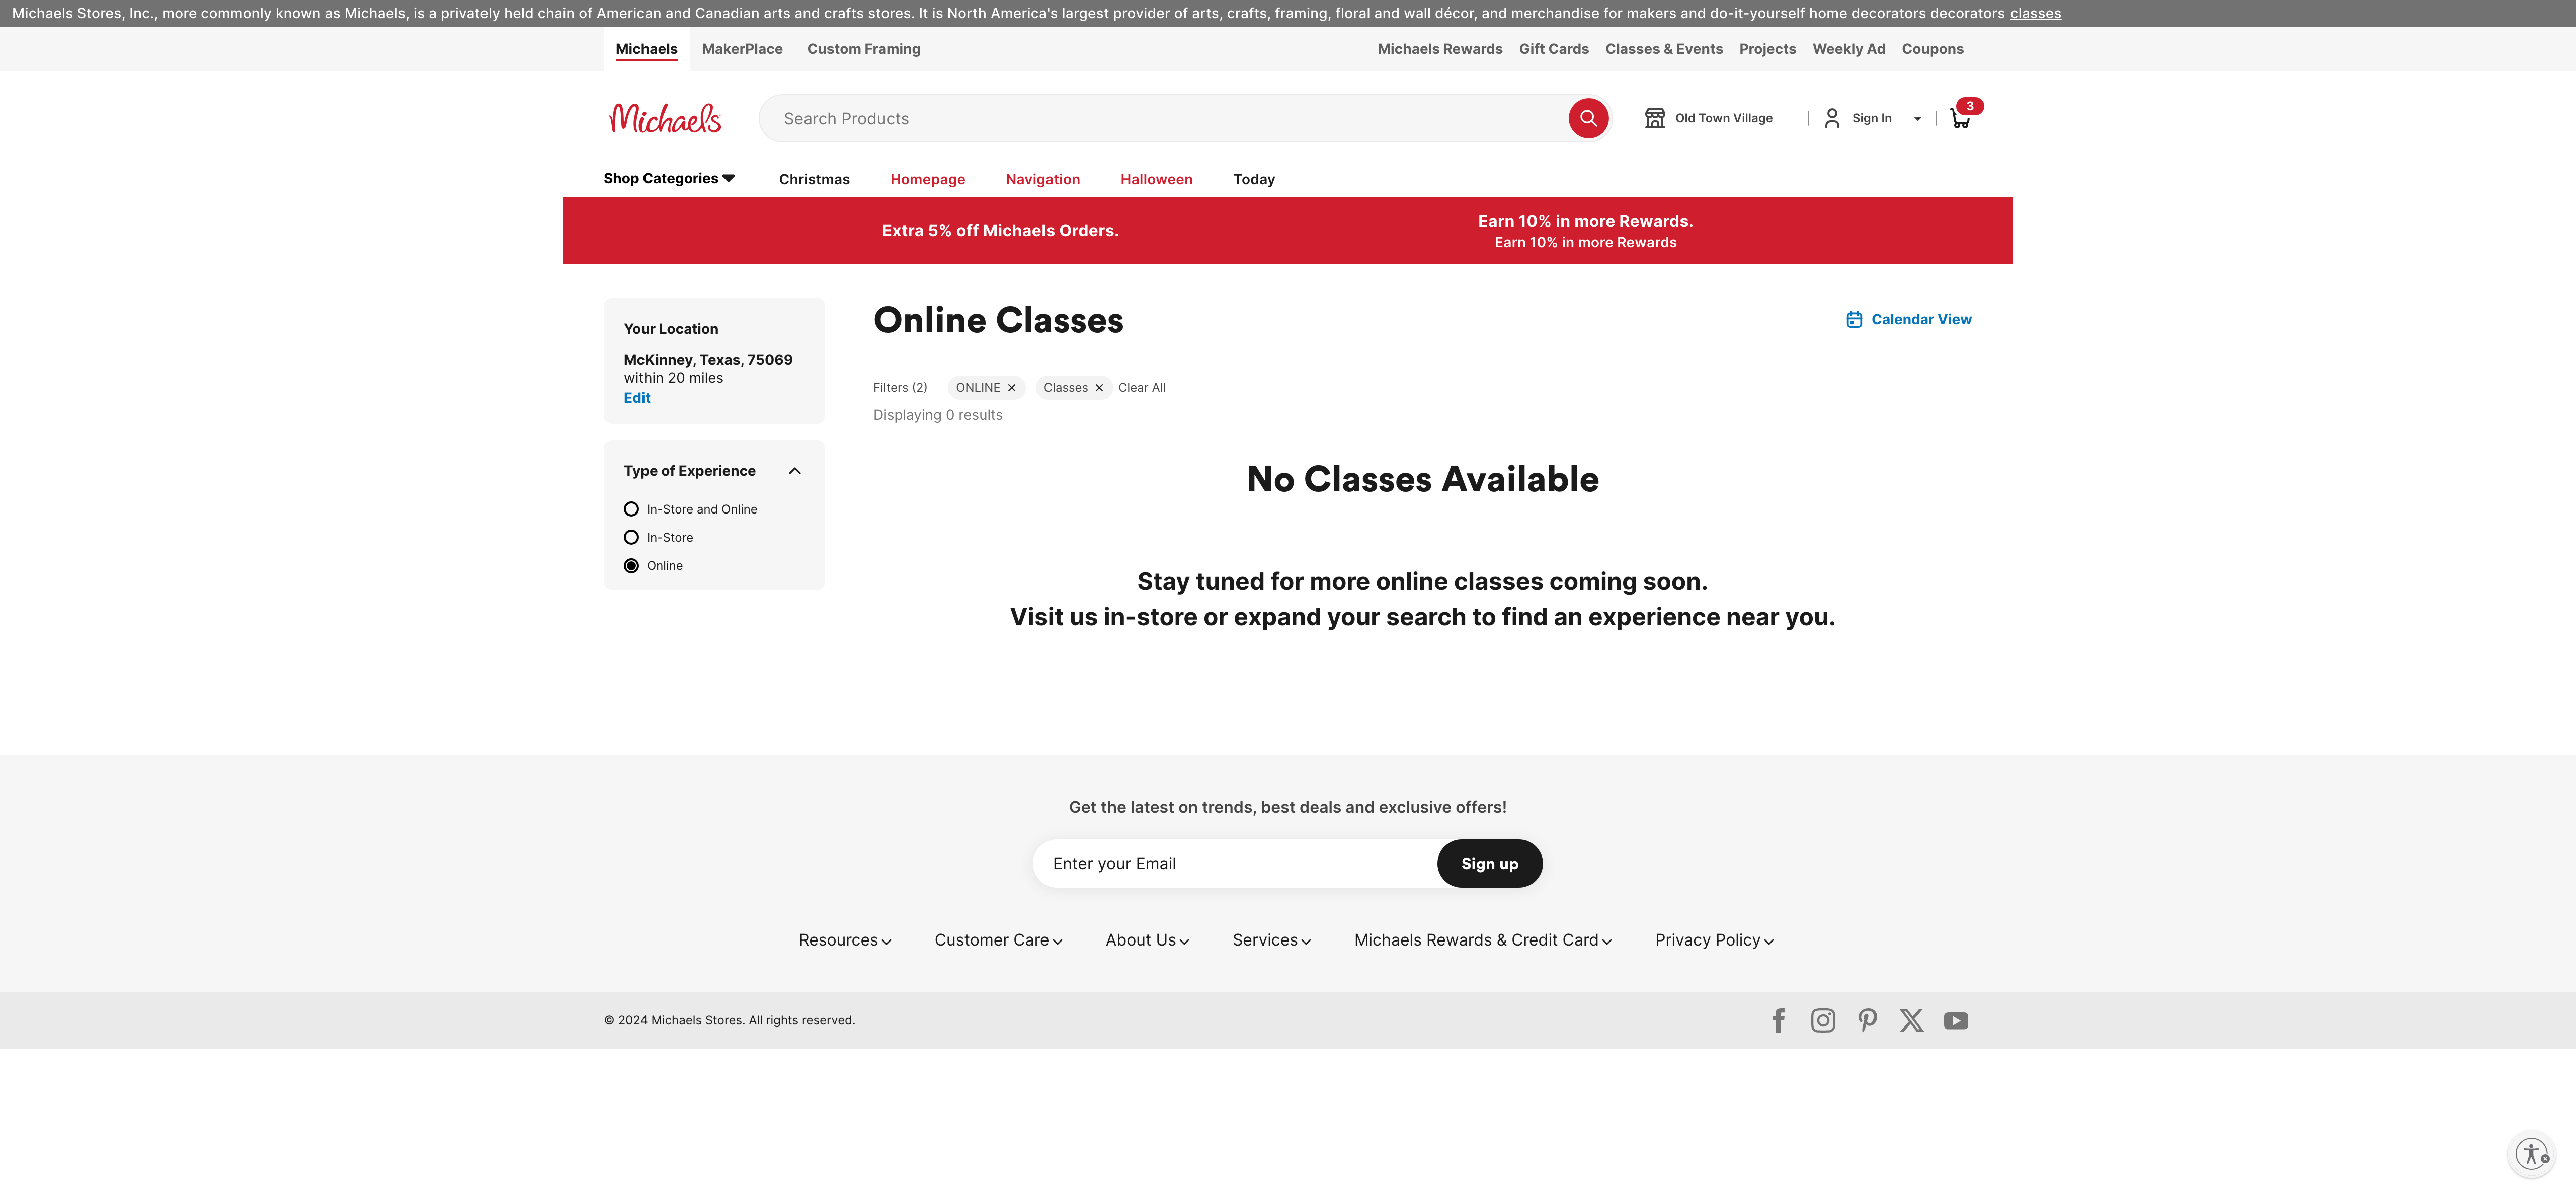 Michaels Stores, Inc., more commonly known as Michaels, is a privately held chain of American and Canadian arts and crafts stores. It is North America's largest provider of arts, crafts, framing, floral and wall décor, and merchandise for makers and do-it-yourself home decorators decorators classes
Michaels MakerPlace Custom Framing Michaels Rewards Gift Cards Classes & Events Projects Weekly Ad Coupons
Michaels Search Products Old Town Village Sign In 3
Shop Categories Christmas Homepage Navigation Halloween Today
Extra 5% off Michaels Orders.
Earn 10% in more Rewards.
Earn 10% in more Rewards
Your Location
McKinney, Texas, 75069
within 20 miles
Edit
Type of Experience
In-Store and Online
In-Store
Online
Online Classes
Calendar View
Filters (2) ONLINE Classes Clear All
Displaying 0 results
No Classes Available
Stay tuned for more online classes coming soon.
Visit us in-store or expand your search to find an experience near you.
Get the latest on trends, best deals and exclusive offers!
Enter your Email Sign up
Resources Customer Care About Us Services Michaels Rewards & Credit Card Privacy Policy
© 2024 Michaels Stores. All rights reserved.